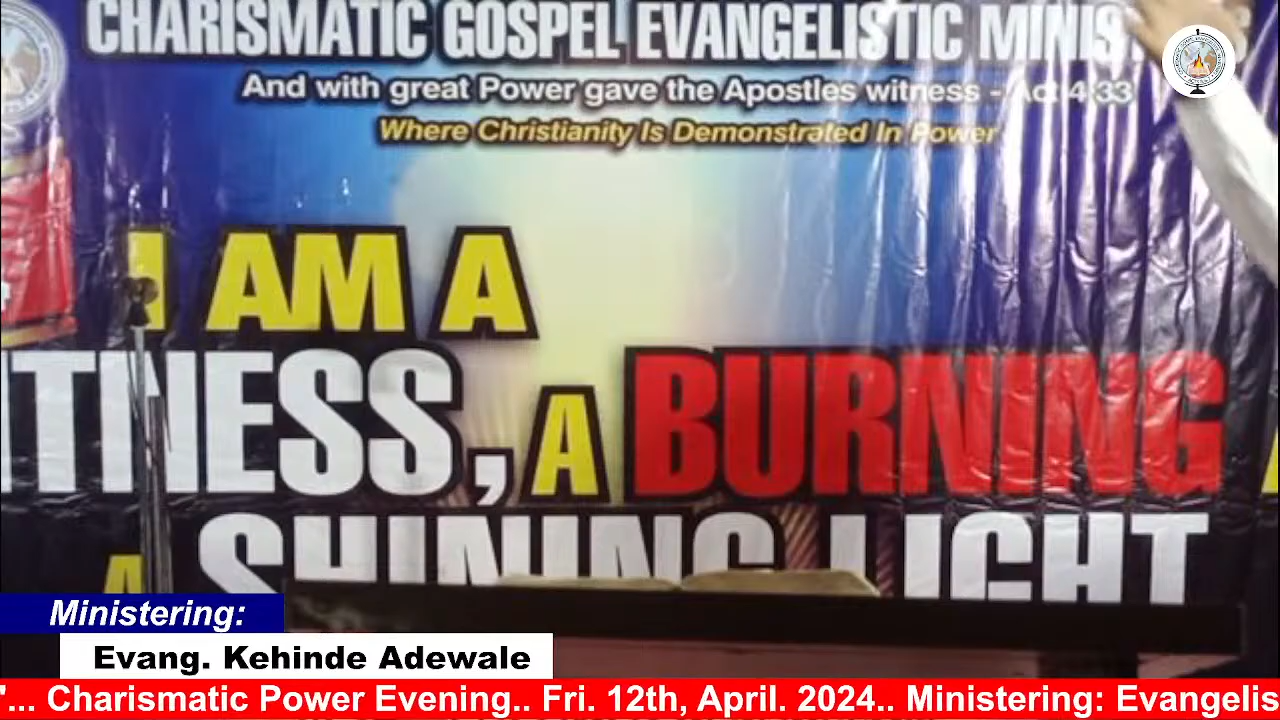 CHARISMATIC GOSPEL EVANGELISTIC MINIS
And with great Power gave the Apostles witness - Act 4:33
Where Christianity Is Demonstrated In Power
I AM A
ITNESS, A BURNING
A SHINING LIGHT
Ministering:
Evang. Kehinde Adewale
"... Charismatic Power Evening.. Fri. 12th, April. 2024.. Ministering: Evangelis